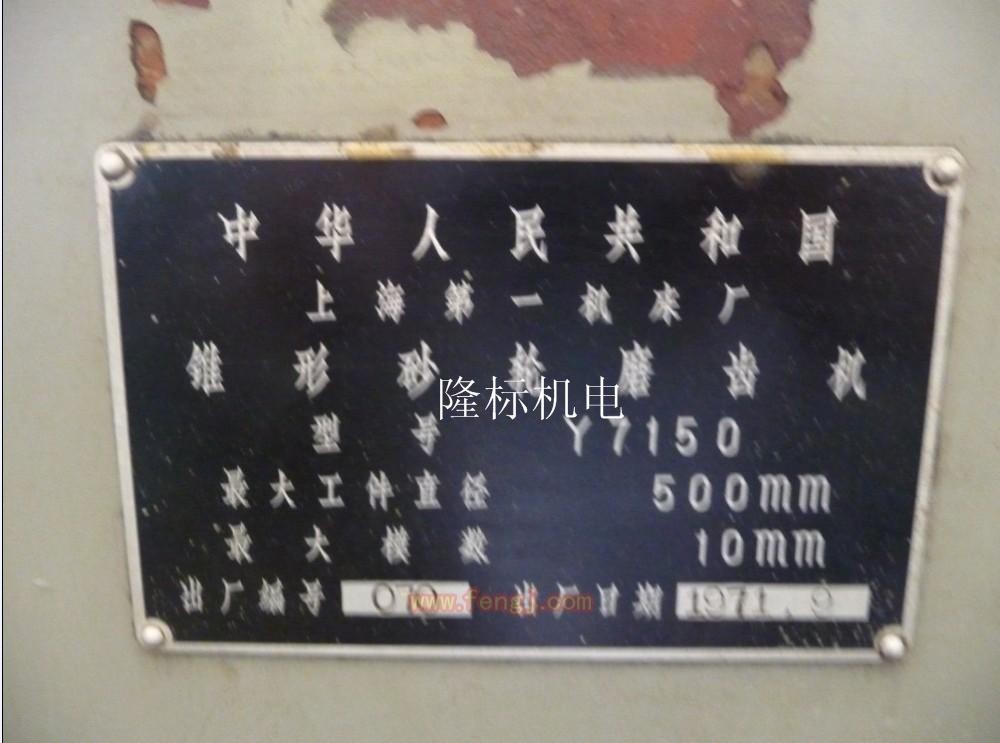 中华人民共和国
上海第一机床厂
锥形砂轮磨齿机
隆标机电
型号 Y7150
最大工件直径 500mm
最大模数 10mm
出厂编号 出厂日期 1971.9
www.fengj.com